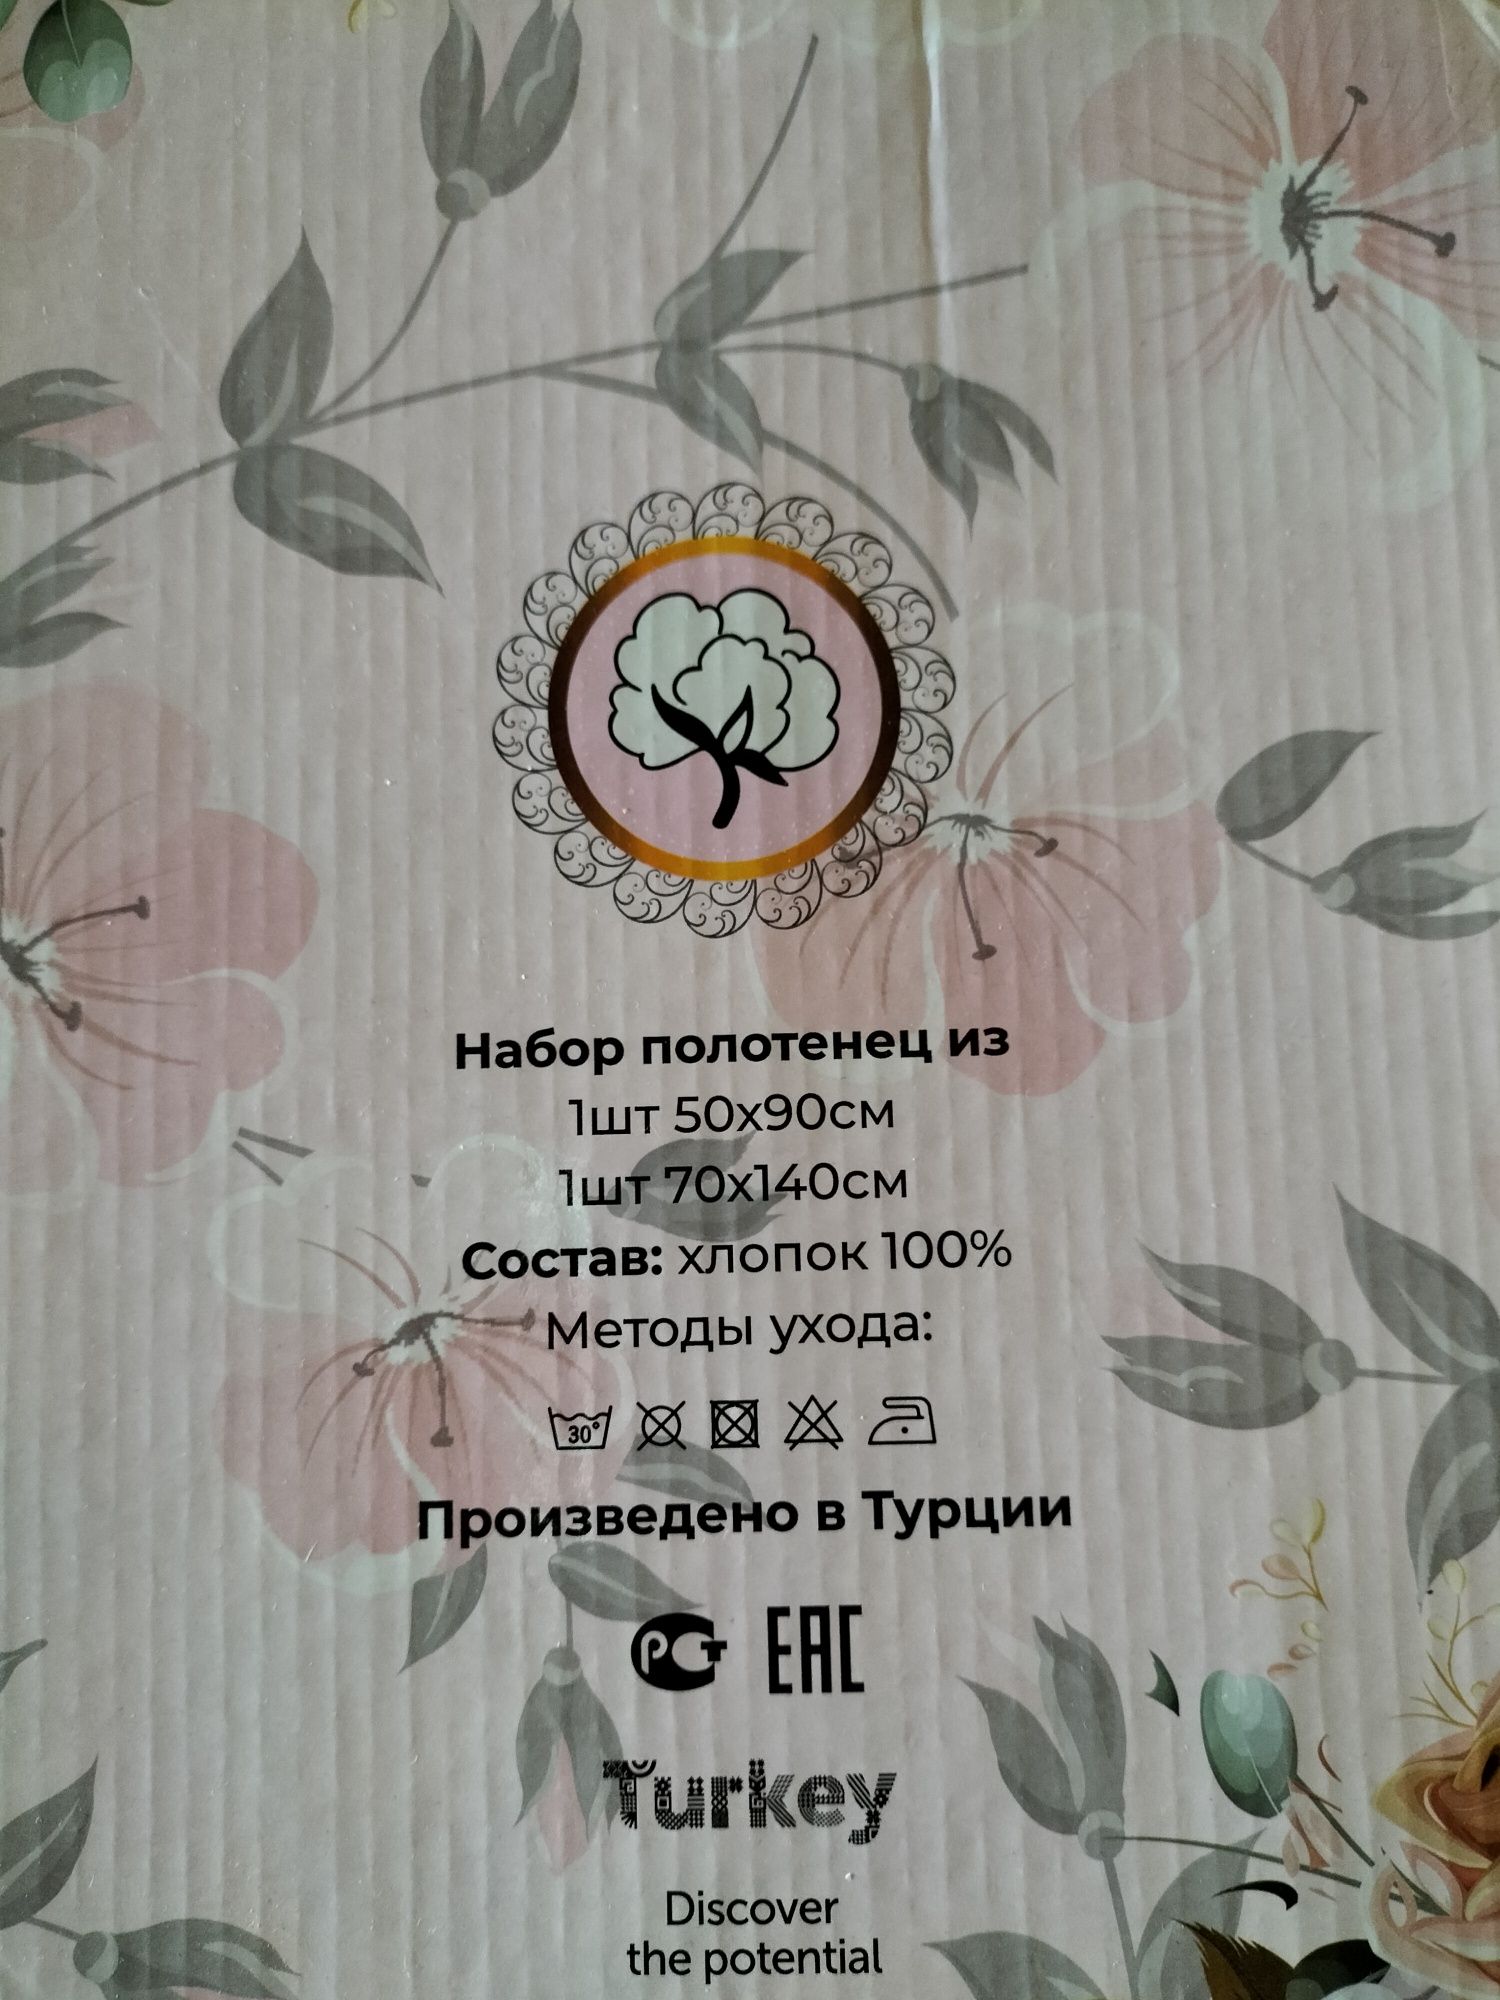 Набор полотенец из
1шт 50х90см
1шт 70х140см
Состав: хлопок 100%
Методы ухода:
30°
Произведено в Турции
РСТ EAC
Turkey
Discover
the potential